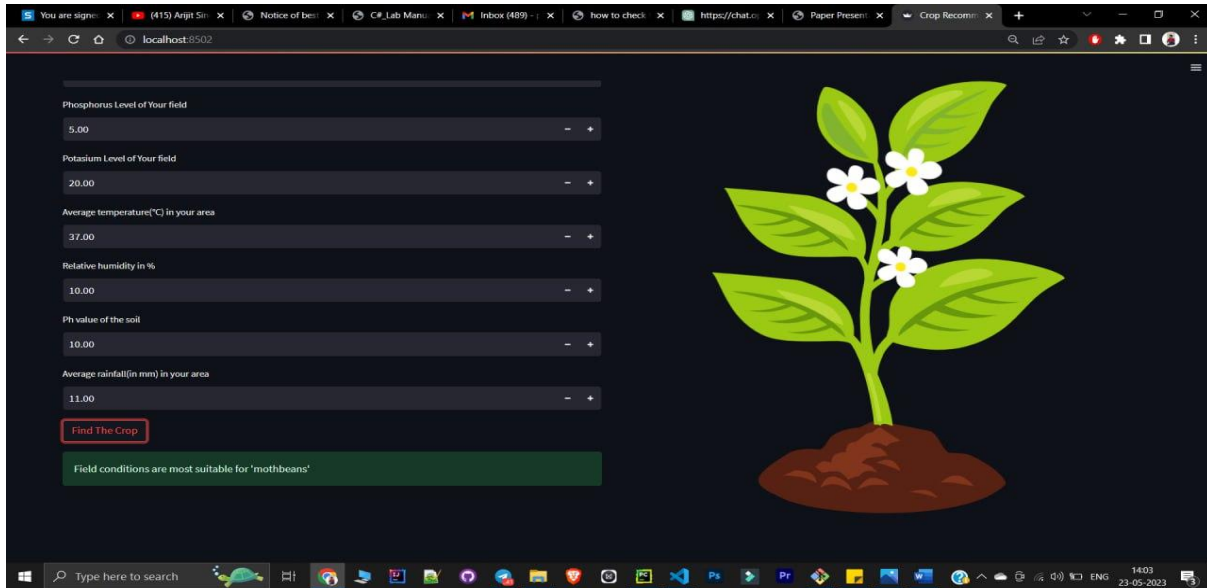 You are signe
(415) Arijit Sin
Notice of best
C#_Lab Manu
Inbox (489) -
how to check
https://chat.o
Paper Present
Crop Recomm
localhost:8502
Phosphorus Level of Your field
5.00
Potasium Level of Your field
20.00
Average temperature(°C) in your area
37.00
Relative humidity in %
10.00
Ph value of the soil
10.00
Average rainfall(in mm) in your area
11.00
Find The Crop
Field conditions are most suitable for 'mothbeans'
Type here to search
Ps
Pr
ENG
14:03
23-05-2023